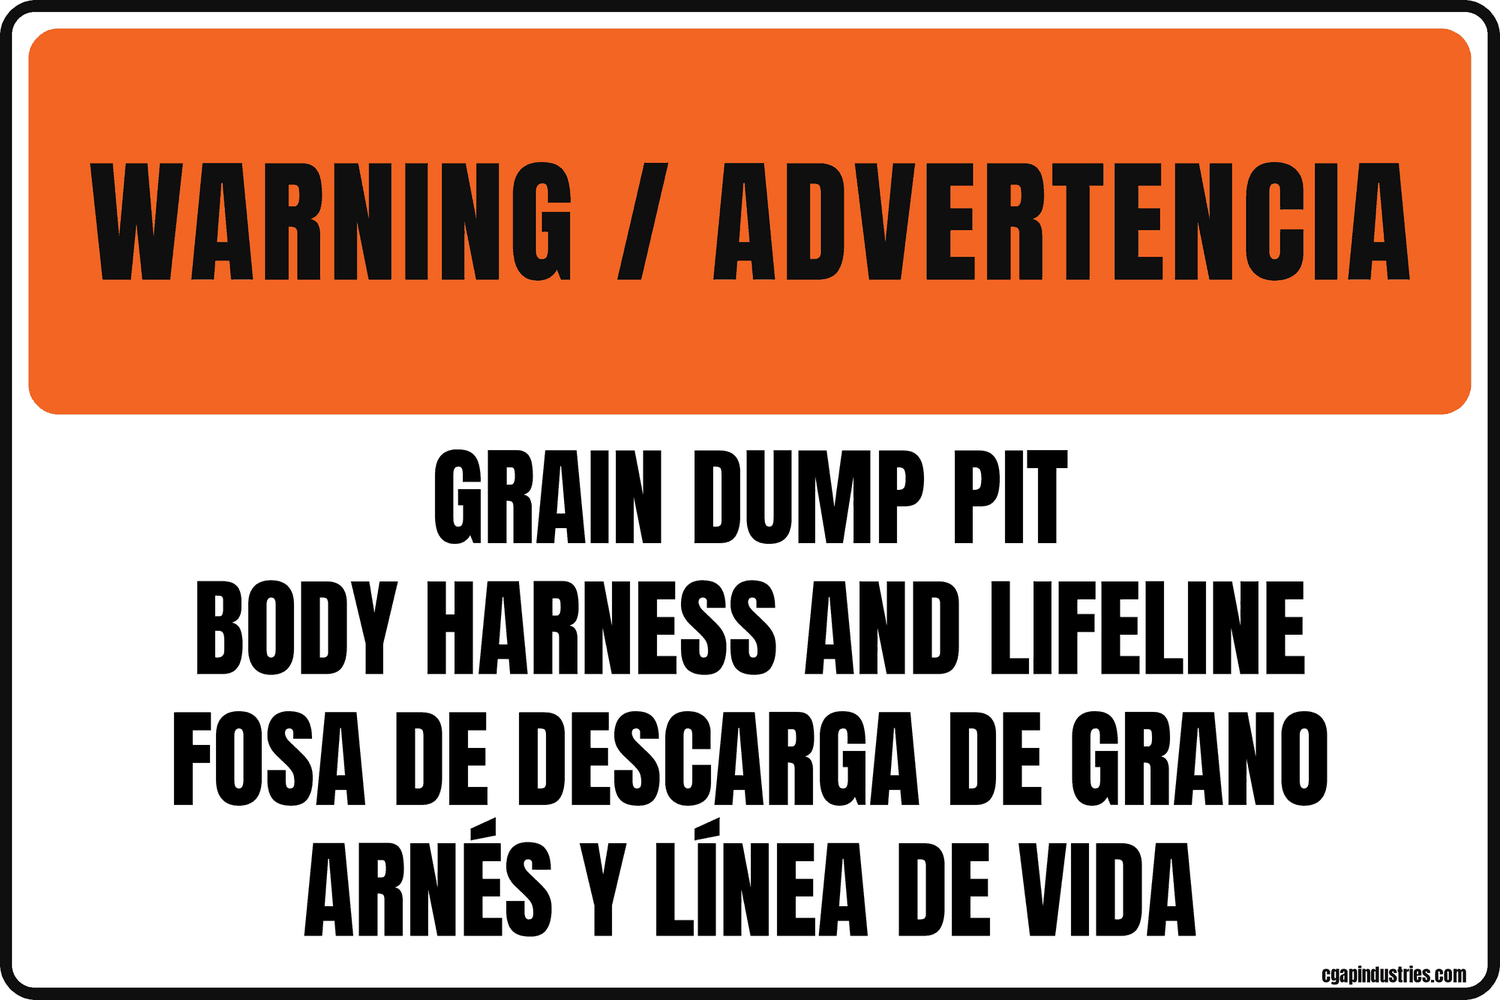 WARNING / ADVERTENCIA
GRAIN DUMP PIT
BODY HARNESS AND LIFELINE
FOSA DE DESCARGA DE GRANO
ARNÉS Y LÍNEA DE VIDA
cgapindustries.com